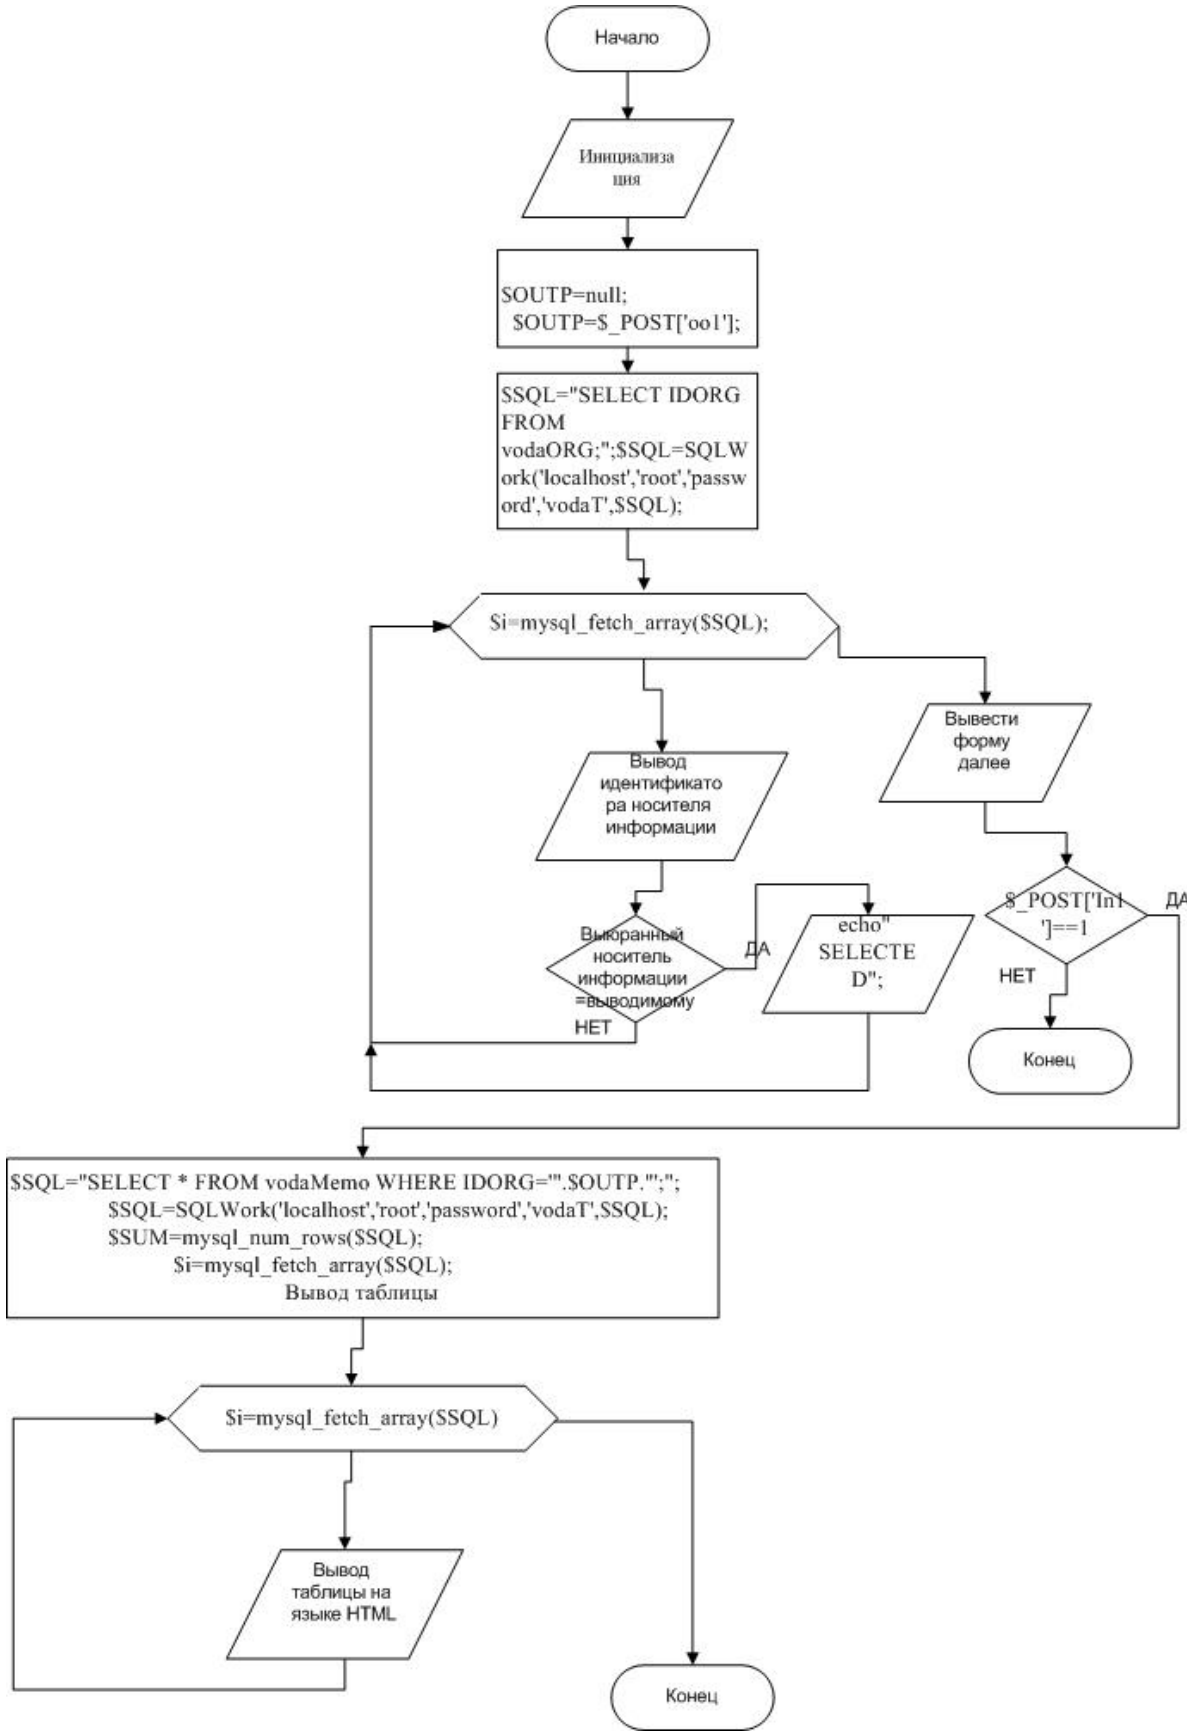 Начало
Инициализа
ция
$OUTP=null;
$OUTP=$_POST['oo1'];
$SQL="SELECT IDORG
FROM
vodaORG;";$SQL=SQLW
ork('localhost','root','passw
ord','vodaT',$SQL);
$i=mysql_fetch_array($SQL);
Вывести
форму
далее
Вывод
идентификато
ра носителя
информации
$_POST['In1
']==1
ДА
НЕТ
Конец
Выюранный
носитель
информации
=выводимому
ДА
НЕТ
echo"
SELECTE
D";
$SQL="SELECT * FROM vodaMemo WHERE IDORG='".$OUTP."';";
$SQL=SQLWork('localhost','root','password','vodaT',$SQL);
$SUM=mysql_num_rows($SQL);
$i=mysql_fetch_array($SQL);
Вывод таблицы
$i=mysql_fetch_array($SQL)
Вывод
таблицы на
языке HTML
Конец